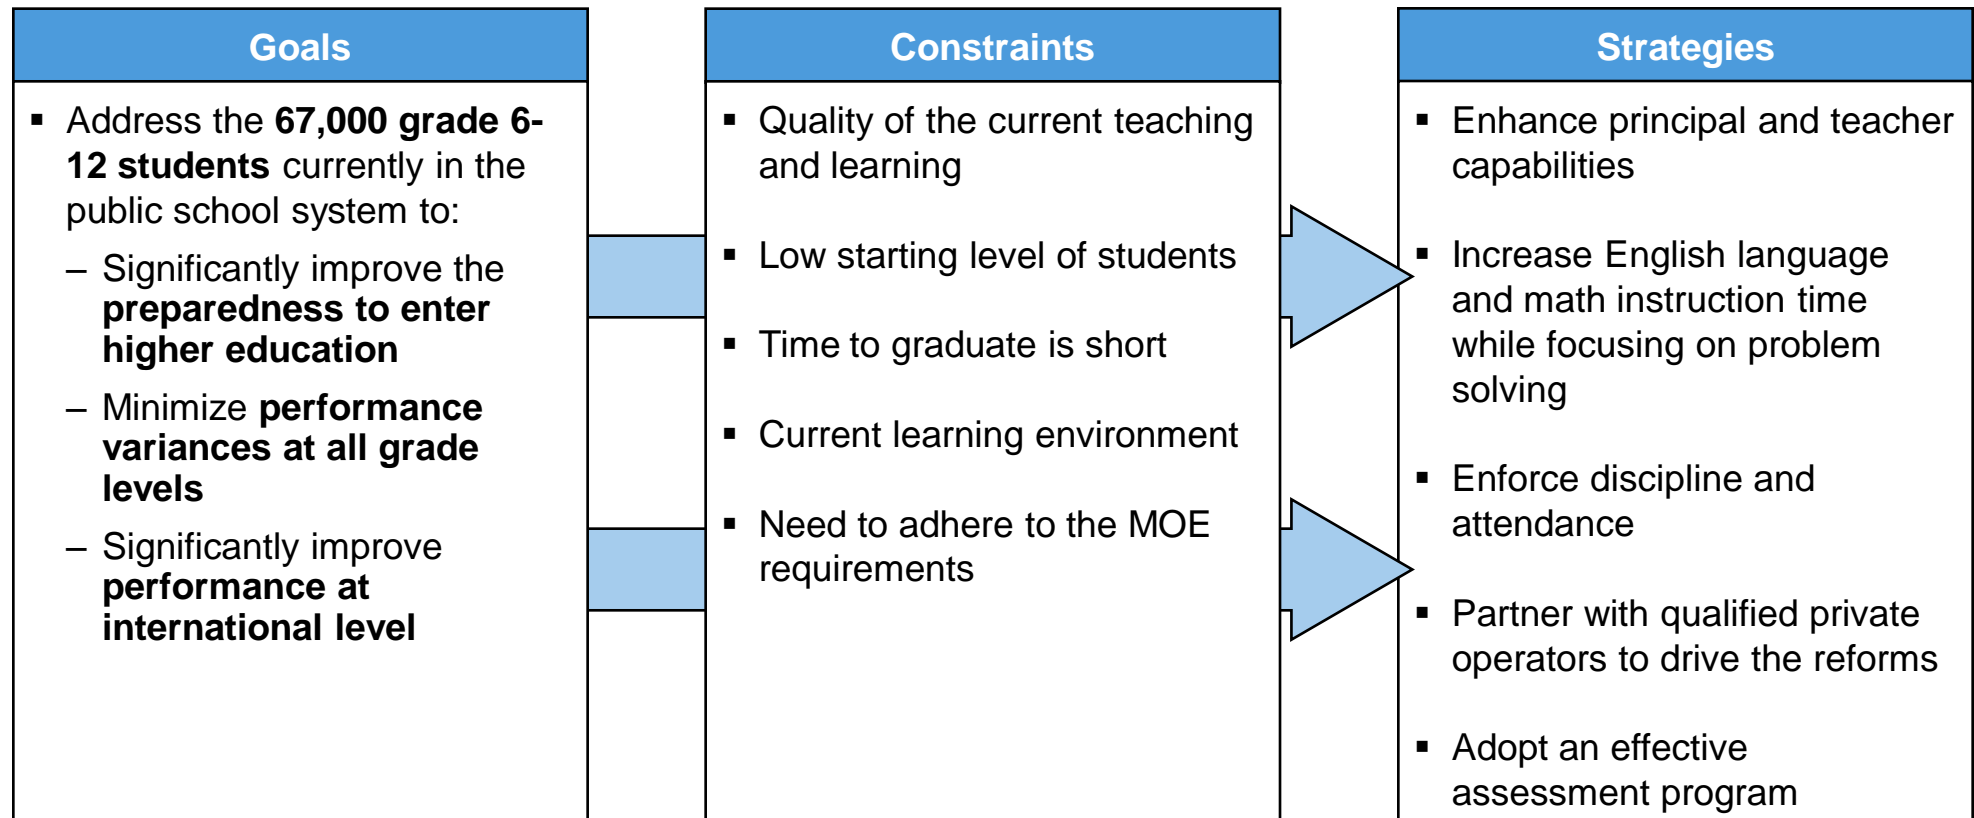 Goals
▪ Address the 67,000 grade 6-
12 students currently in the
public school system to:
– Significantly improve the
preparedness to enter
higher education
– Minimize performance
variances at all grade
levels
– Significantly improve
performance at
international level
Constraints
▪ Quality of the current teaching
and learning
▪ Low starting level of students
▪ Time to graduate is short
▪ Current learning environment
▪ Need to adhere to the MOE
requirements
Strategies
▪ Enhance principal and teacher
capabilities
▪ Increase English language
and math instruction time
while focusing on problem
solving
▪ Enforce discipline and
attendance
▪ Partner with qualified private
operators to drive the reforms
▪ Adopt an effective
assessment program